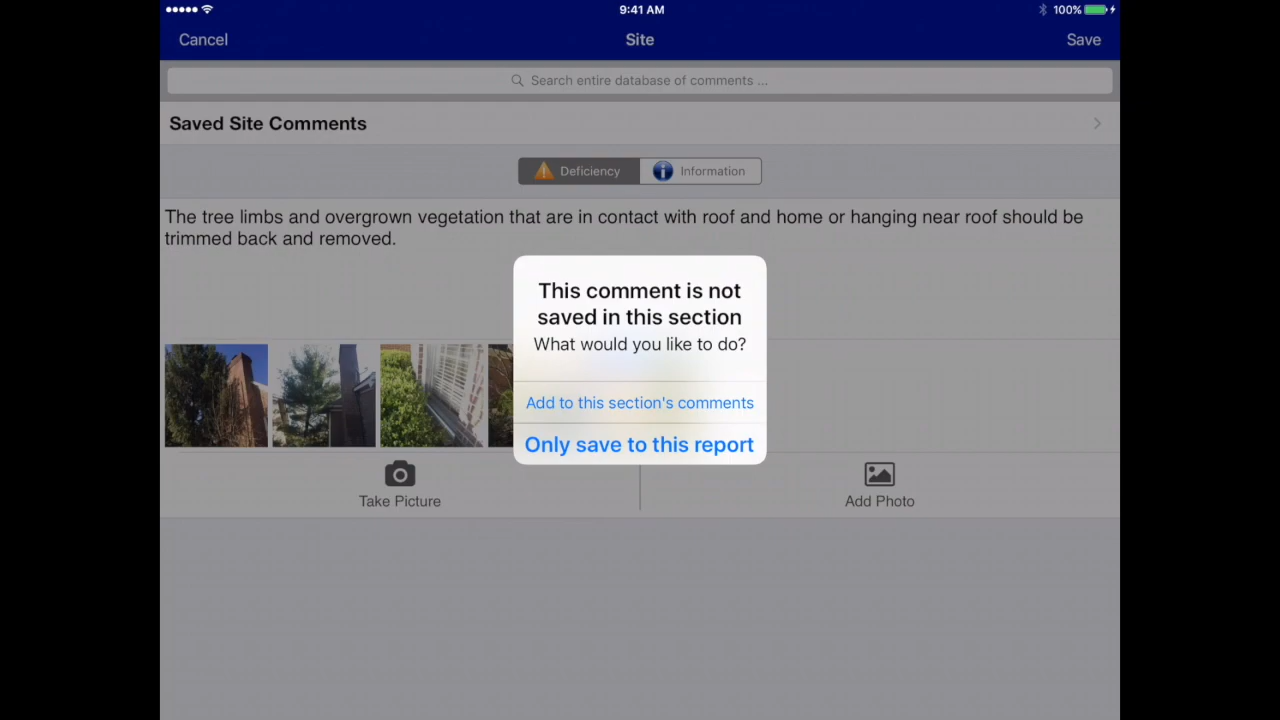 9:41 AM
100%
Cancel
Site
Save
Search entire database of comments ...
Saved Site Comments
Deficiency
Information
The tree limbs and overgrown vegetation that are in contact with roof and home or hanging near roof should be
trimmed back and removed.
This comment is not
saved in this section
What would you like to do?
Add to this section's comments
Only save to this report
Take Picture
Add Photo